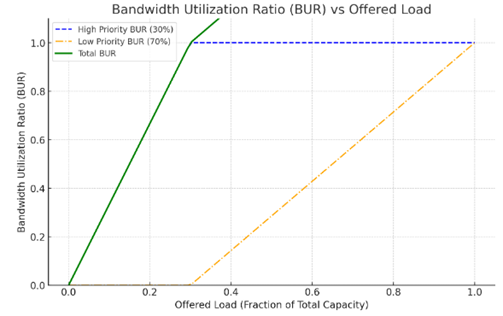 Bandwidth Utilization Ratio (BUR) vs Offered Load
High Priority BUR (30%)
Low Priority BUR (70%)
Total BUR
Bandwidth Utilization Ratio (BUR)
1.0
0.8
0.6
0.4
0.2
0.0
0.0 0.2 0.4 0.6 0.8 1.0
Offered Load (Fraction of Total Capacity)